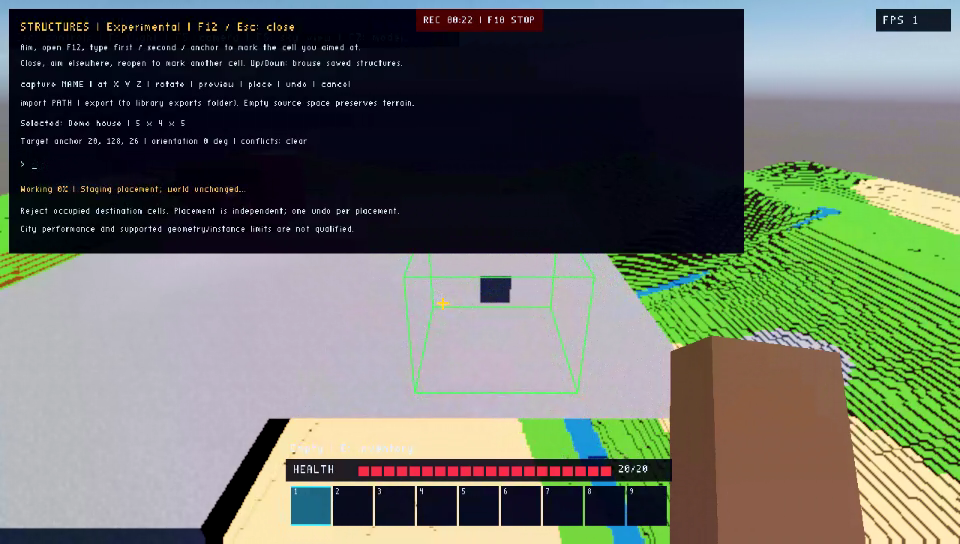 STRUCTURES | Experimental | F12 / Esc: close
REC 00:22 | F10 STOP
FPS 1
Aim, open F12, type first / second / anchor to mark the cell you aimed at.
Close, aim elsewhere, reopen to mark another cell. Up/Down: browse saved structures.
capture NAME | at X Y Z | rotate | preview | place | undo | cancel
import PATH | export (to library exports folder). Empty source space preserves terrain.
Selected: Demo house | 5 x 4 x 5
Target anchor 20, 128, 26 | orientation 0 deg | conflicts: clear
> _
Working 0% | Staging placement; world unchanged...
Reject occupied destination cells. Placement is independent; one undo per placement.
City performance and supported geometry/instance limits are not qualified.
HEALTH 20/20
1 2 3 4 5 6 7 8 9